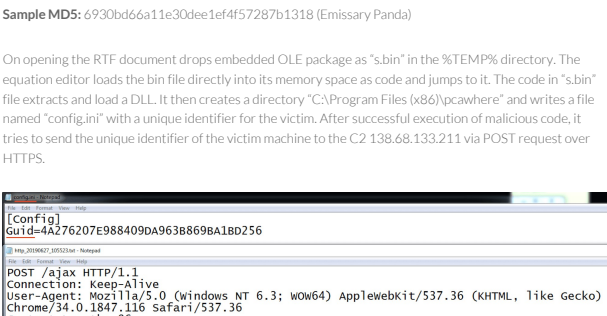 Sample MD5: 6930bd66a11e30dee1ef4f57287b1318 (Emissary Panda)
On opening the RTF document drops embedded OLE package as “s.bin” in the %TEMP% directory. The
equation editor loads the bin file directly into its memory space as code and jumps to it. The code in “s.bin”
file extracts and load a DLL. It then creates a directory “C:\Program Files (x86)\pcawhere” and writes a file
named “config.ini” with a unique identifier for the victim. After successful execution of malicious code, it
tries to send the unique identifier of the victim machine to the C2 138.68.133.211 via POST request over
HTTPS.
config.ini - Notepad
File Edit Format View Help
[Config]
Guid=4A276207E988409DA963B869BA1BD256
http_20190627_105523.txt - Notepad
File Edit Format View Help
POST /ajax HTTP/1.1
Connection: Keep-Alive
User-Agent: Mozilla/5.0 (Windows NT 6.3; WOW64) AppleWebKit/537.36 (KHTML, like Gecko)
Chrome/34.0.1847.116 Safari/537.36